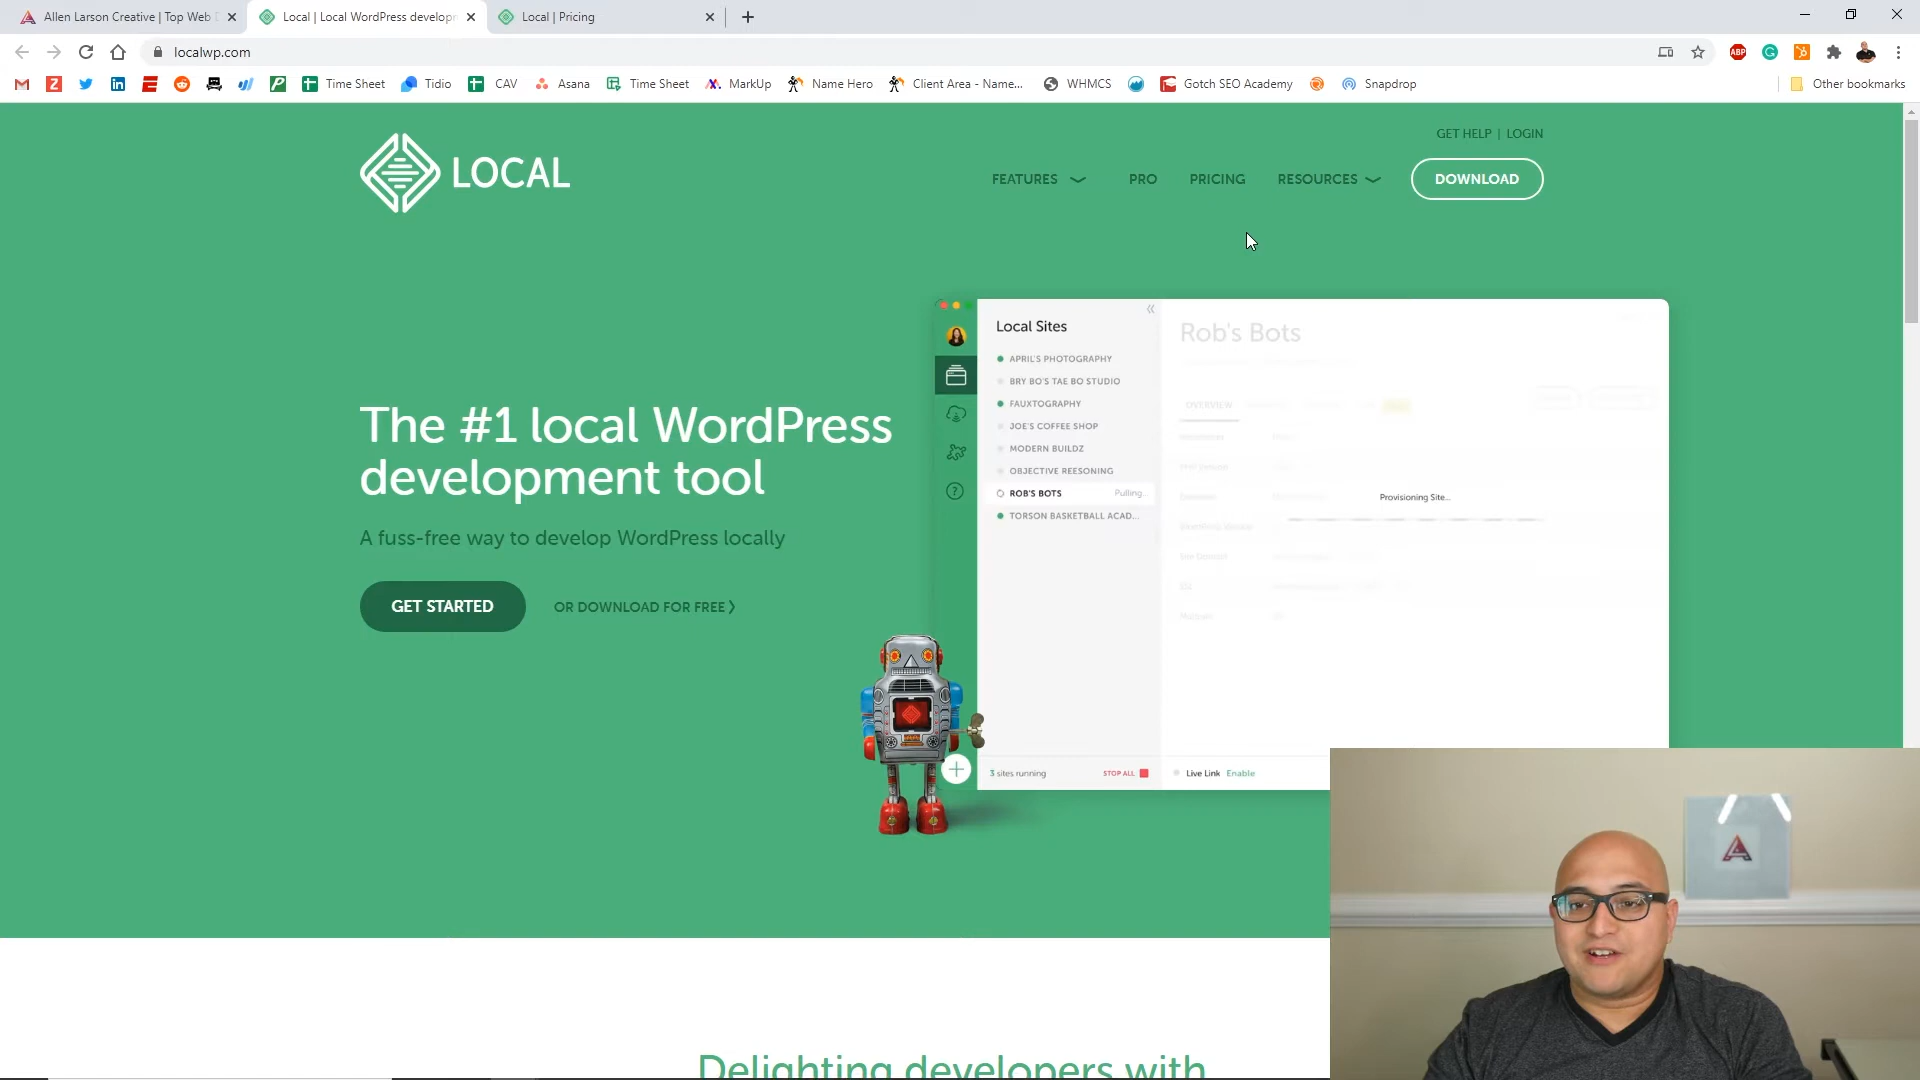 Allen Larson Creative | Top Web
Local | Local WordPress develop
Local | Pricing
localwp.com
Time Sheet
Tidio
CAV
Asana
Time Sheet
MarkUp
Name Hero
Client Area - Name...
WHMCS
Gotch SEO Academy
Snapdrop
Other bookmarks
GET HELP | LOGIN
LOCAL
FEATURES
PRO
PRICING
RESOURCES
DOWNLOAD
The #1 local WordPress
development tool
A fuss-free way to develop WordPress locally
GET STARTED
OR DOWNLOAD FOR FREE
Local Sites
APRIL'S PHOTOGRAPHY
BRY BO'S TAE BO STUDIO
FAUXTOGRAPHY
JOE'S COFFEE SHOP
MODERN BUILDZ
OBJECTIVE REESONING
ROB'S BOTS Pulling...
TORSON BASKETBALL ACAD...
3 sites running
STOP ALL
Rob's Bots
OVERVIEW
Provisioning Site...
Live Link Enable
Delighting developers with